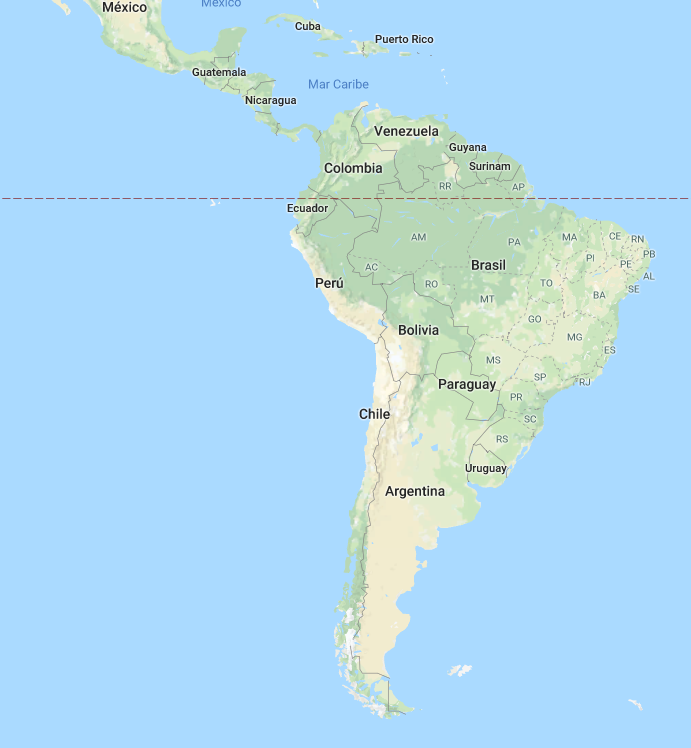 México
México
Cuba
Puerto Rico
Guatemala
Mar Caribe
Nicaragua
Venezuela
Guyana
Colombia
Surinam
RR
AP
Ecuador
AM
PA
MA
CE
RN
PB
PI
PE
AC
Brasil
AL
Perú
RO
TO
SE
MT
BA
GO
Bolivia
MG
ES
MS
SP
Paraguay
RJ
PR
Chile
SC
RS
Uruguay
Argentina